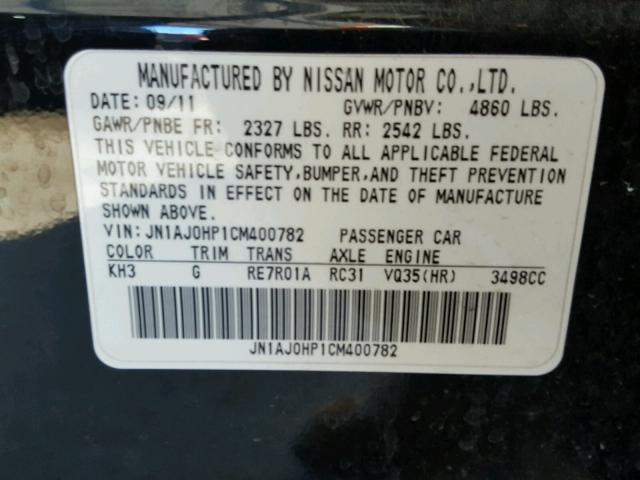 MANUFACTURED BY NISSAN MOTOR CO.,LTD.
DATE: 09/11 GVWR/PNBV: 4860 LBS.
GAWR/PNBE FR: 2327 LBS. RR: 2542 LBS.
THIS VEHICLE CONFORMS TO ALL APPLICABLE FEDERAL
MOTOR VEHICLE SAFETY,BUMPER,AND THEFT PREVENTION
STANDARDS IN EFFECT ON THE DATE OF MANUFACTURE
SHOWN ABOVE.
VIN: JN1AJ0HP1CM400782 PASSENGER CAR
COLOR TRIM TRANS AXLE ENGINE
KH3 G RE7R01A RC31 VQ35(HR) 3498CC
JN1AJ0HP1CM400782